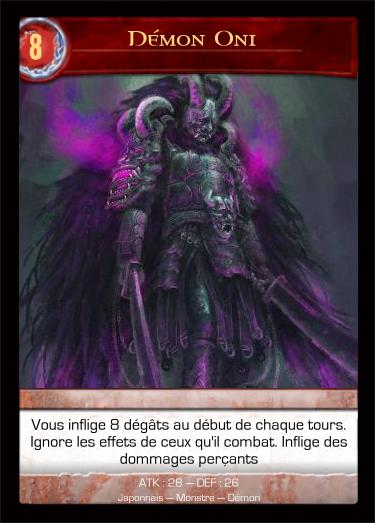 8
Démon Oni
Vous inflige 8 dégâts au début de chaque tours.
Ignore les effets de ceux qu'il combat. Inflige des
dommages perçants
ATK : 28 — DEF : 26
Japonnais — Monstre — Démon